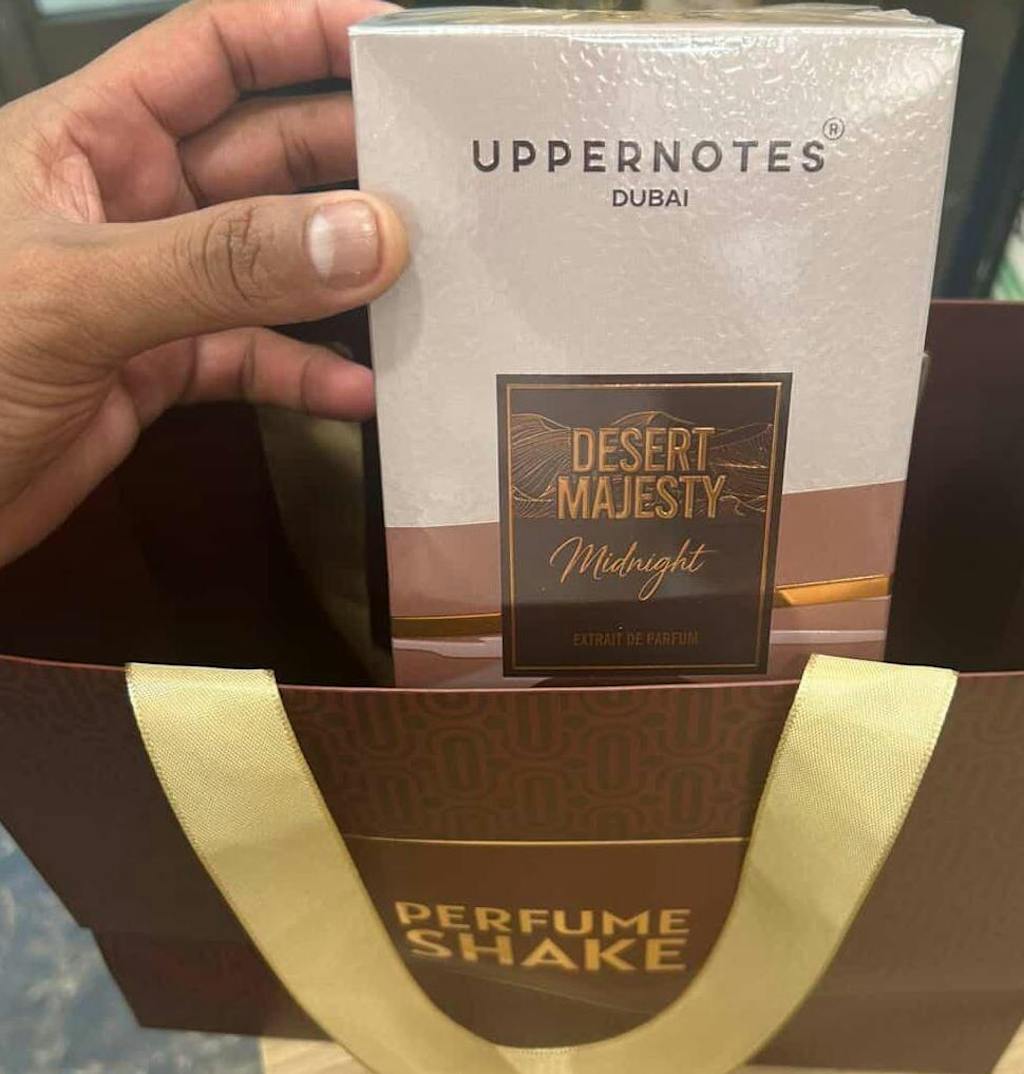 UPPERNOTES®
DUBAI
DESERT
MAJESTY
Midnight
EXTRAIT DE PARFUM
PERFUME
SHAKE